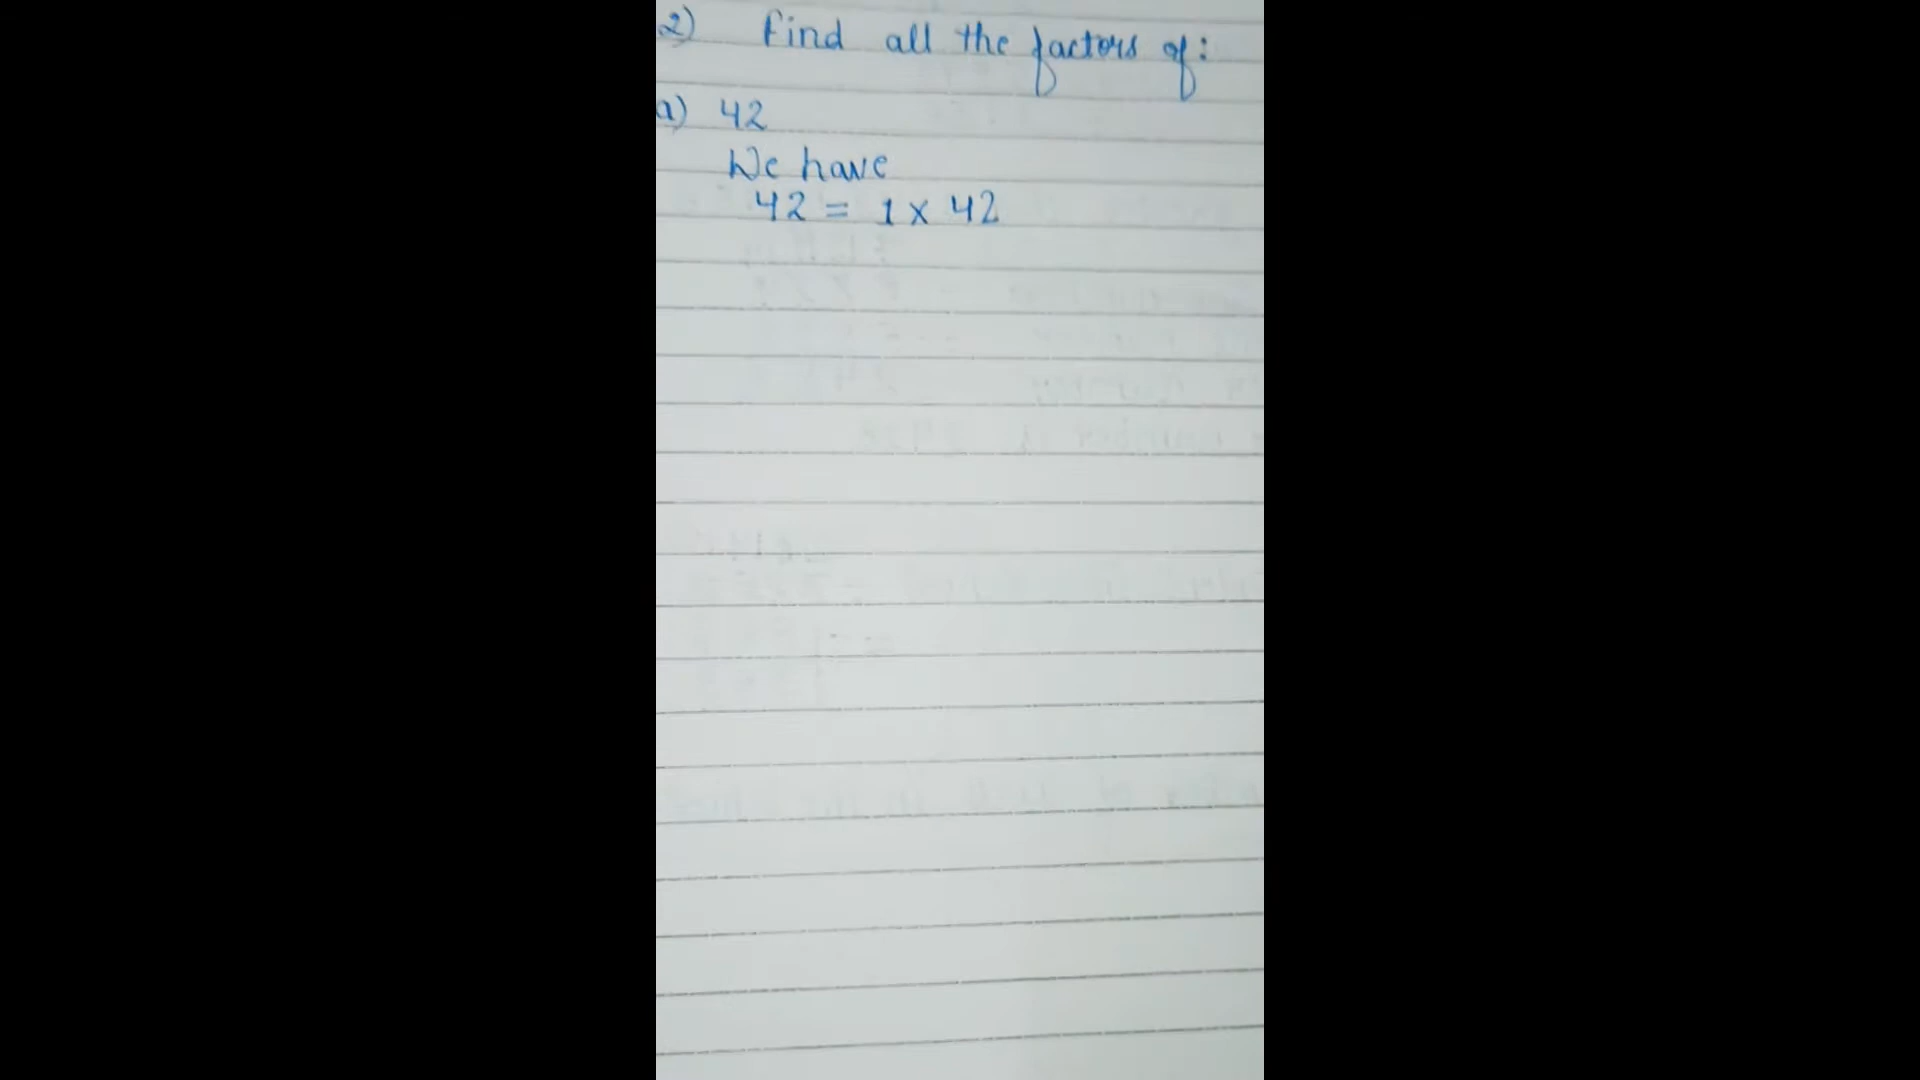 2) Find all the factors of:
a) 42
We have
42 = 1 x 42